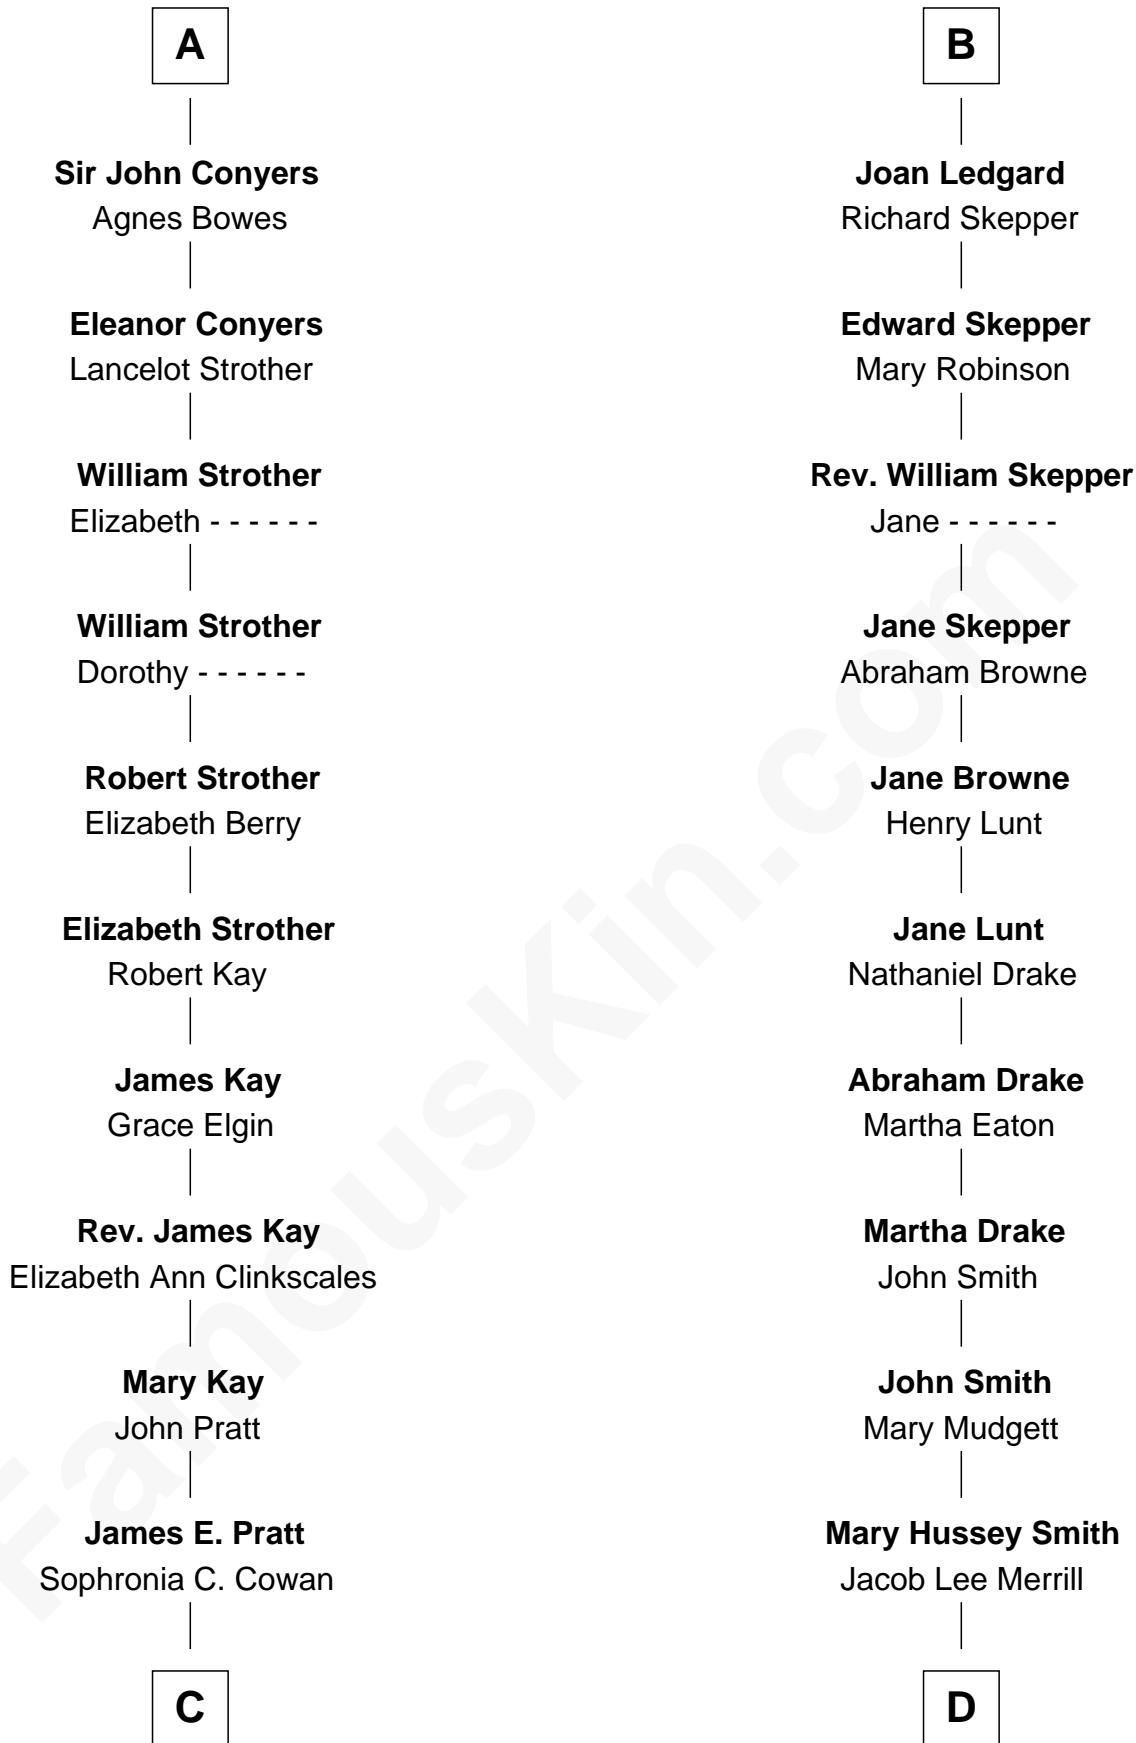 A
Sir John Conyers
Agnes Bowes
Eleanor Conyers
Lancelot Strother
William Strother
Elizabeth - - - - - -
William Strother
Dorothy - - - - - -
Robert Strother
Elizabeth Berry
Elizabeth Strother
Robert Kay
James Kay
Grace Elgin
Rev. James Kay
Elizabeth Ann Clinkscales
Mary Kay
John Pratt
James E. Pratt
Sophronia C. Cowan
C
B
Joan Ledgard
Richard Skepper
Edward Skepper
Mary Robinson
Rev. William Skepper
Jane - - - - - -
Jane Skepper
Abraham Browne
Jane Browne
Henry Lunt
Jane Lunt
Nathaniel Drake
Abraham Drake
Martha Eaton
Martha Drake
John Smith
John Smith
Mary Mudgett
Mary Hussey Smith
Jacob Lee Merrill
D
FamousKin.com